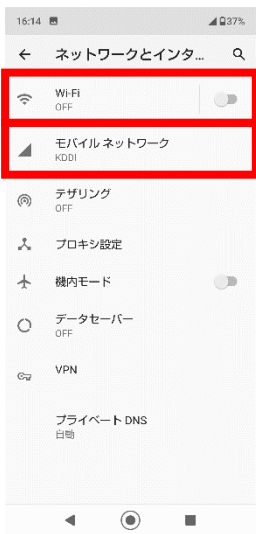 16:14 37%
ネットワークとインタ...
Wi-Fi
OFF
モバイル ネットワーク
KDDI
テザリング
OFF
プロキシ設定
機内モード
データセーバー
OFF
VPN
プライベート DNS
自動